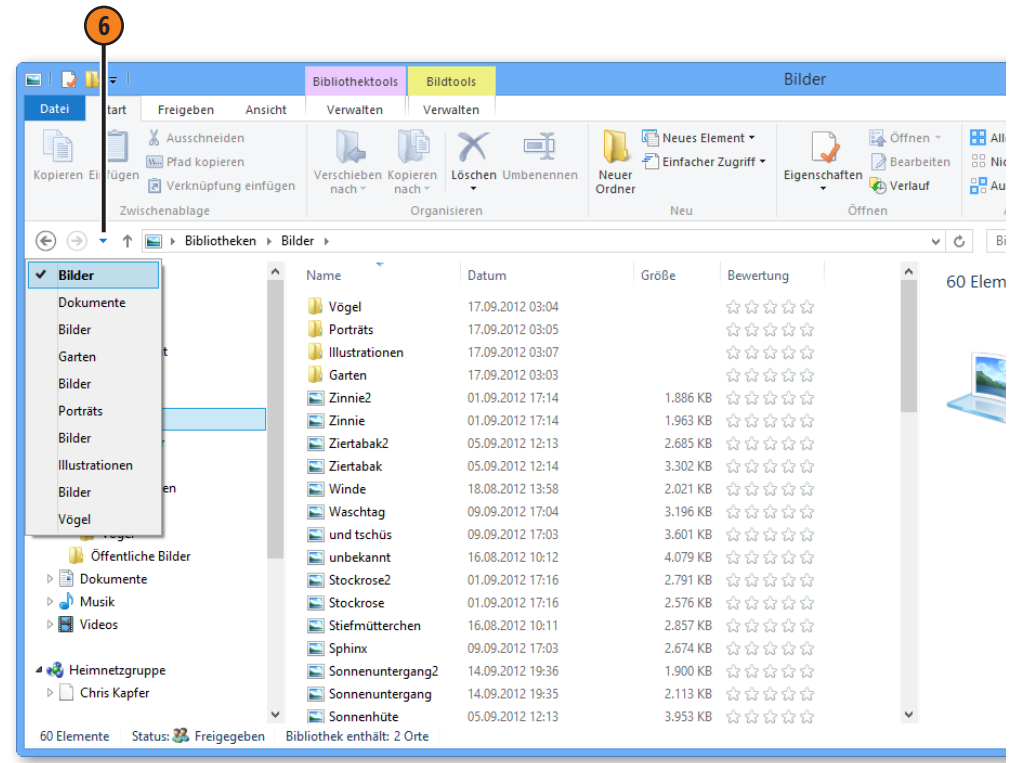 6
Bibliothektools Bildtools Bilder
Datei Start Freigeben Ansicht Verwalten Verwalten
Kopieren Einfügen
Ausschneiden
Pfad kopieren
Verknüpfung einfügen
Zwischenablage
Verschieben nach
Kopieren nach
Löschen Umbenennen
Organisieren
Neuer Ordner
Neues Element
Einfacher Zugriff
Neu
Eigenschaften
Öffnen
Bearbeiten
Verlauf
Öffnen
All
Nic
Au
Bibliotheken Bilder
Bi
Bilder
Dokumente
Bilder
Garten
Bilder
Porträts
Bilder
Illustrationen
Bilder
Vögel
t
en
Vögel
Öffentliche Bilder
Dokumente
Musik
Videos
Heimnetzgruppe
Chris Kapfer
Name Datum Größe Bewertung
Vögel 17.09.2012 03:04
Porträts 17.09.2012 03:05
Illustrationen 17.09.2012 03:07
Garten 17.09.2012 03:03
Zinnie2 01.09.2012 17:14 1.886 KB
Zinnie 01.09.2012 17:14 1.963 KB
Ziertabak2 05.09.2012 12:13 2.685 KB
Ziertabak 05.09.2012 12:14 3.302 KB
Winde 18.08.2012 13:58 2.021 KB
Waschtag 09.09.2012 17:04 3.196 KB
und tschüs 09.09.2012 17:03 3.601 KB
unbekannt 16.08.2012 10:12 4.079 KB
Stockrose2 01.09.2012 17:16 2.791 KB
Stockrose 01.09.2012 17:16 2.576 KB
Stiefmütterchen 16.08.2012 10:11 2.857 KB
Sphinx 09.09.2012 17:03 2.674 KB
Sonnenuntergang2 14.09.2012 19:36 1.900 KB
Sonnenuntergang 14.09.2012 19:35 2.113 KB
Sonnenhüte 05.09.2012 12:13 3.953 KB
60 Elem
60 Elemente Status: Freigegeben Bibliothek enthält: 2 Orte